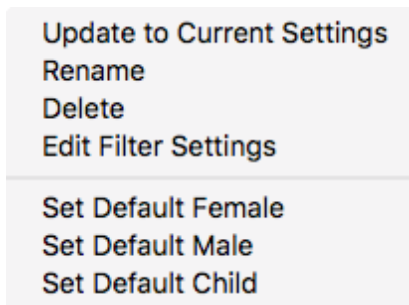 Update to Current Settings
Rename
Delete
Edit Filter Settings
Set Default Female
Set Default Male
Set Default Child